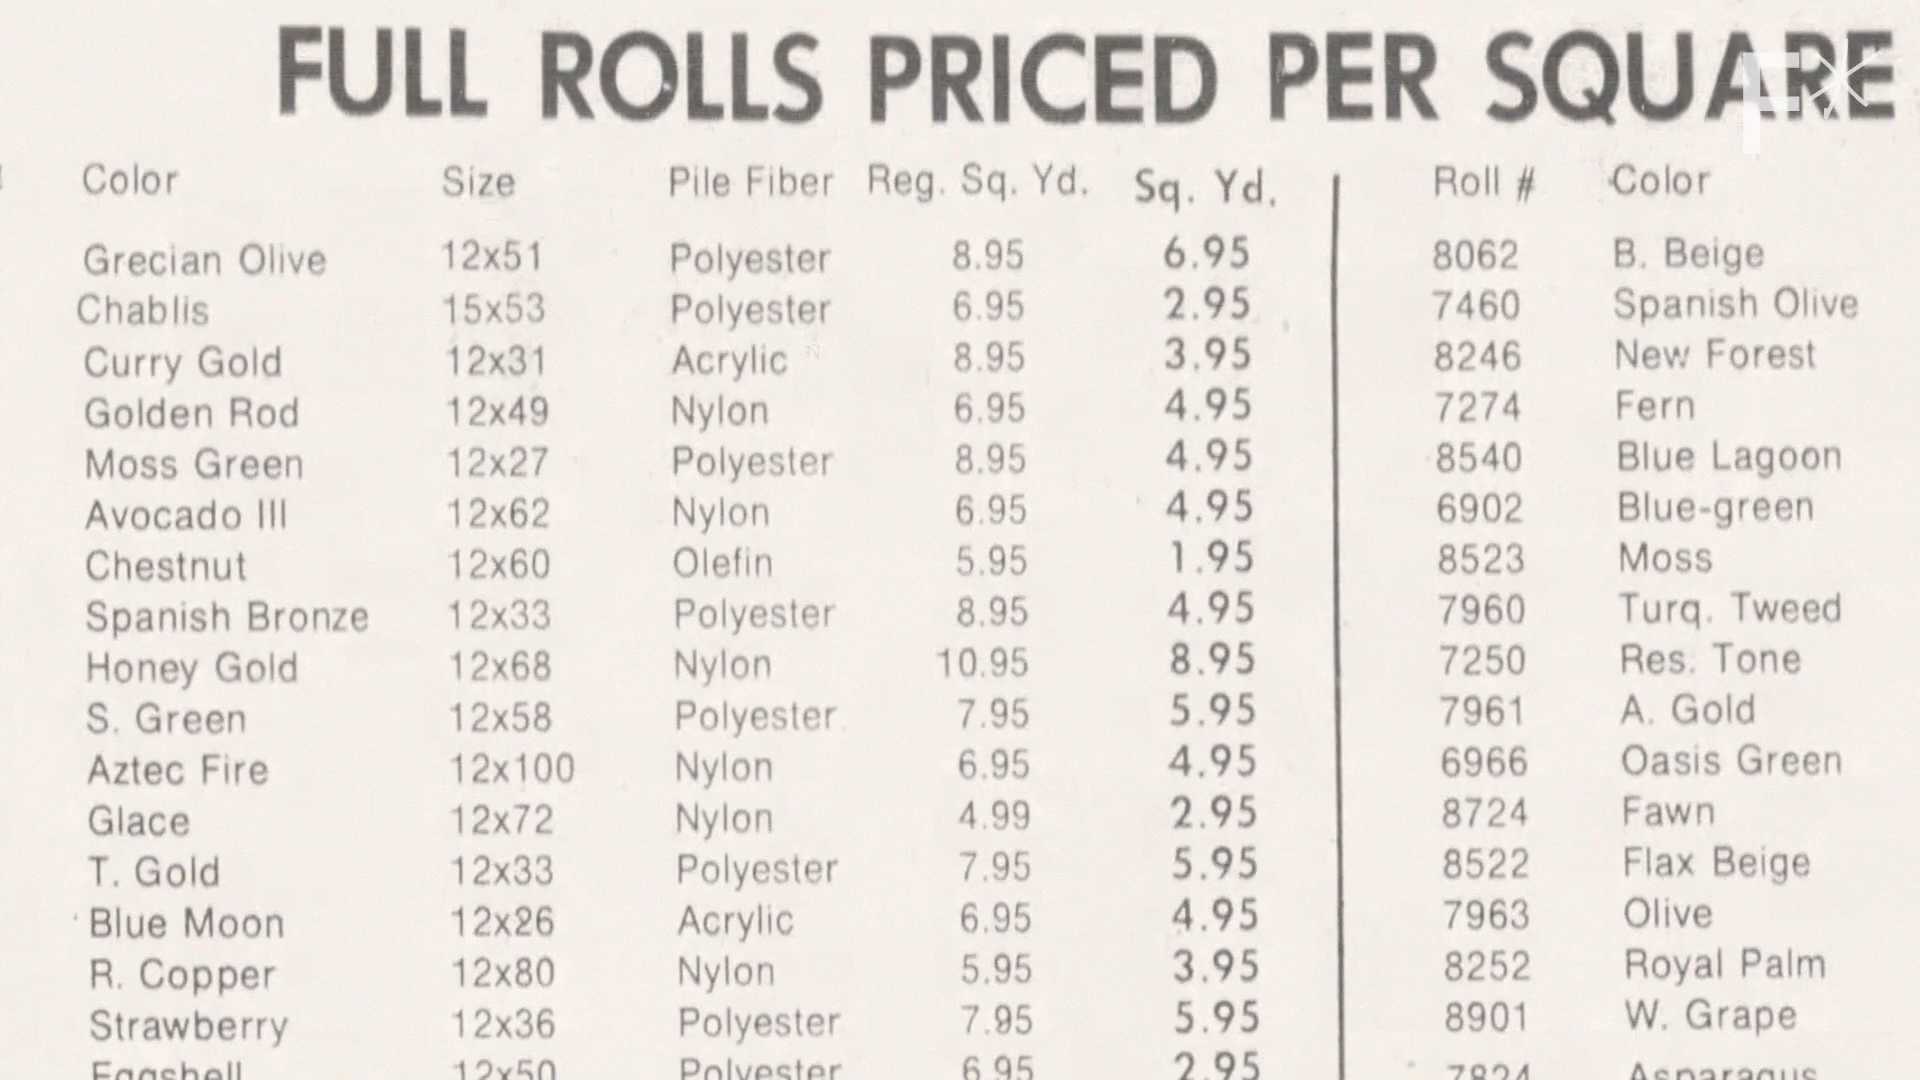 FULL ROLLS PRICED PER SQUARE
Color Size Pile Fiber Reg. Sq. Yd. Sq. Yd. Roll # Color
Grecian Olive 12x51 Polyester 8.95 6.95 8062 B. Beige
Chablis 15x53 Polyester 6.95 2.95 7460 Spanish Olive
Curry Gold 12x31 Acrylic 8.95 3.95 8246 New Forest
Golden Rod 12x49 Nylon 6.95 4.95 7274 Fern
Moss Green 12x27 Polyester 8.95 4.95 8540 Blue Lagoon
Avocado III 12x62 Nylon 6.95 4.95 6902 Blue-green
Chestnut 12x60 Olefin 5.95 1.95 8523 Moss
Spanish Bronze 12x33 Polyester 8.95 4.95 7960 Turq. Tweed
Honey Gold 12x68 Nylon 10.95 8.95 7250 Res. Tone
S. Green 12x58 Polyester 7.95 5.95 7961 A. Gold
Aztec Fire 12x100 Nylon 6.95 4.95 6966 Oasis Green
Glace 12x72 Nylon 4.99 2.95 8724 Fawn
T. Gold 12x33 Polyester 7.95 5.95 8522 Flax Beige
Blue Moon 12x26 Acrylic 6.95 4.95 7963 Olive
R. Copper 12x80 Nylon 5.95 3.95 8252 Royal Palm
Strawberry 12x36 Polyester 7.95 5.95 8901 W. Grape
Eggshell 12x50 Polyester 6.95 2.95 7824 Asparagus
F